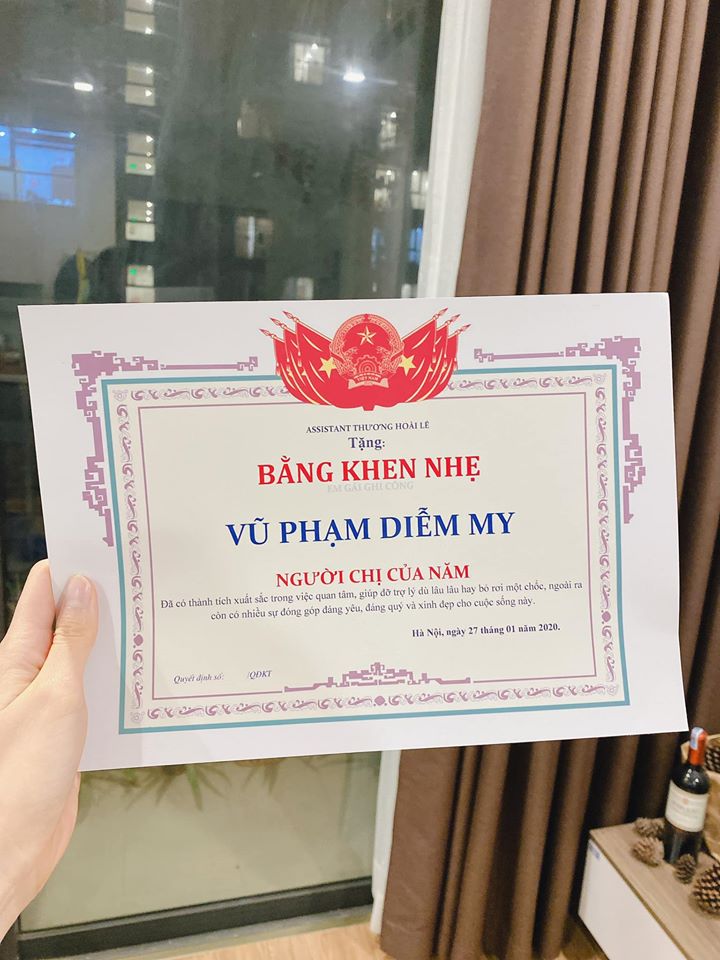 VIỆT NAM
ASSISTANT THƯƠNG HOÀI LÊ
Tặng:
BẰNG KHEN NHẸ
EM GÁI GHI CÔNG
VŨ PHẠM DIỄM MY
NGƯỜI CHỊ CỦA NĂM
Đã có thành tích xuất sắc trong việc quan tâm, giúp đỡ trợ lý dù lâu lâu hay bỏ rơi một chốc, ngoài ra
còn có nhiều sự đóng góp đáng yêu, đáng quý và xinh đẹp cho cuộc sống này.
Hà Nội, ngày 27 tháng 01 năm 2020.
Quyết định số: /QĐKT